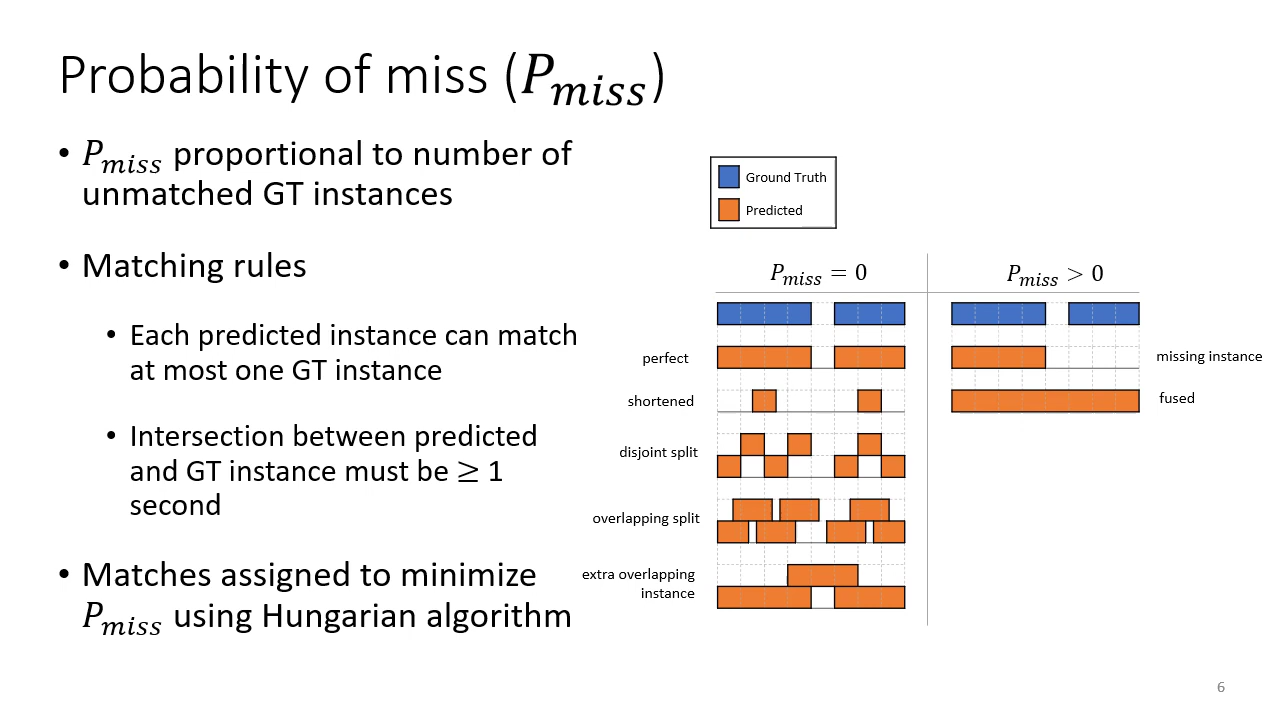 Probability of miss (P_miss)
• P_miss proportional to number of
unmatched GT instances
• Matching rules
• Each predicted instance can match
at most one GT instance
• Intersection between predicted
and GT instance must be ≥ 1
second
• Matches assigned to minimize
P_miss using Hungarian algorithm
Ground Truth
Predicted
P_miss = 0
P_miss > 0
perfect
shortened
disjoint split
overlapping split
extra overlapping
instance
missing instance
fused
6